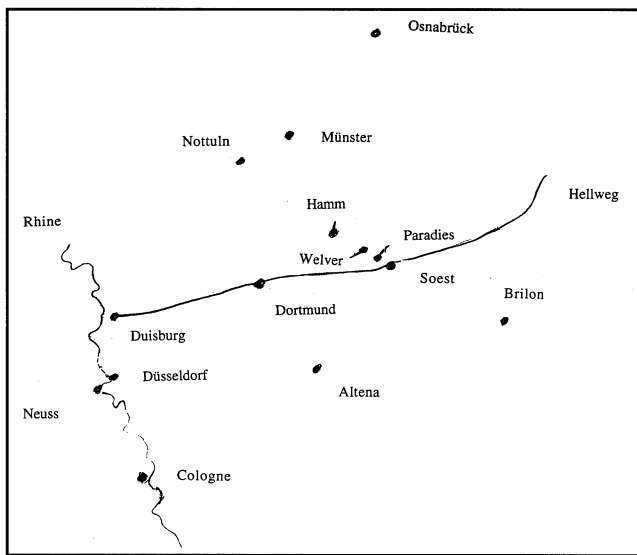 Osnabrück
Münster
Nottuln
Hellweg
Hamm
Rhine
Paradies
Welver
Soest
Brilon
Dortmund
Duisburg
Düsseldorf
Altena
Neuss
Cologne